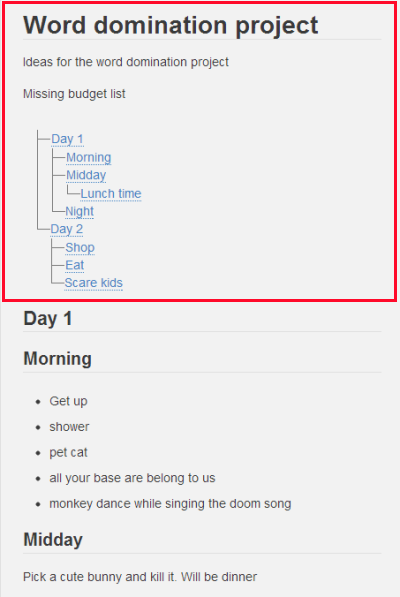 Word domination project
Ideas for the word domination project
Missing budget list
Day 1
Morning
Midday
Lunch time
Night
Day 2
Shop
Eat
Scare kids
Day 1
Morning
Get up
shower
pet cat
all your base are belong to us
monkey dance while singing the doom song
Midday
Pick a cute bunny and kill it. Will be dinner